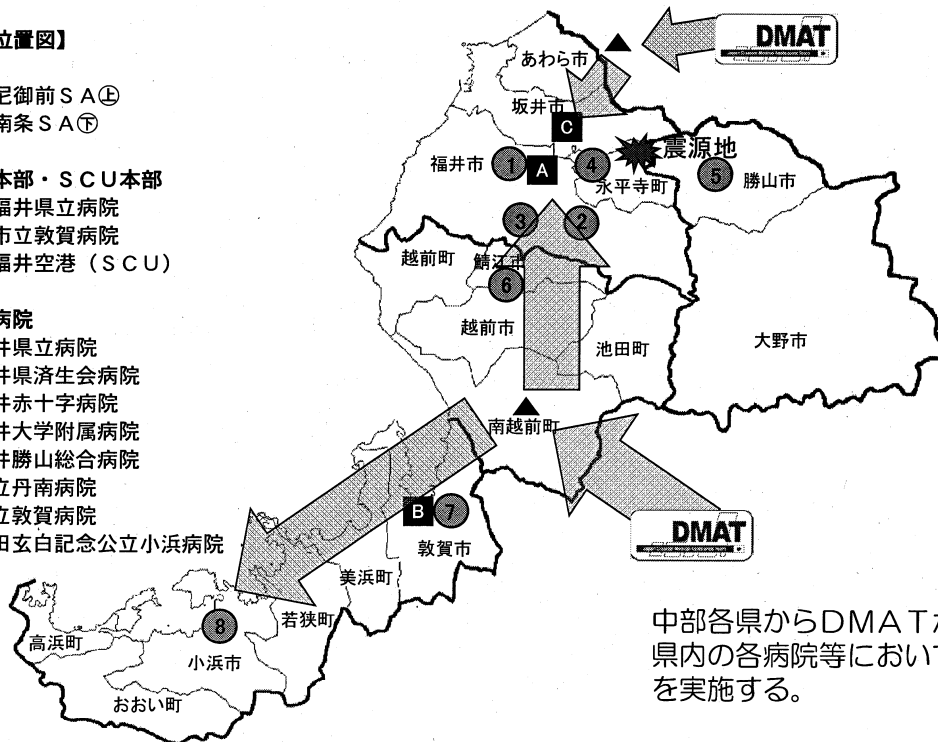 位置図】
尼御前ＳＡ㊤
南条ＳＡ㊦
本部・ＳＣＵ本部
福井県立病院
市立敦賀病院
福井空港（ＳＣＵ）
病院
井県立病院
井県済生会病院
井赤十字病院
井大学附属病院
井勝山総合病院
立丹南病院
立敦賀病院
田玄白記念公立小浜病院
DMAT
あわら市
坂井市
C
震源地
福井市
1
A
4
永平寺町
5
勝山市
3
2
越前町
鯖江市
6
越前市
池田町
大野市
南越前町
B
7
敦賀市
DMAT
美浜町
若狭町
8
高浜町
小浜市
おおい町
中部各県からＤＭＡＴが
県内の各病院等において
を実施する。